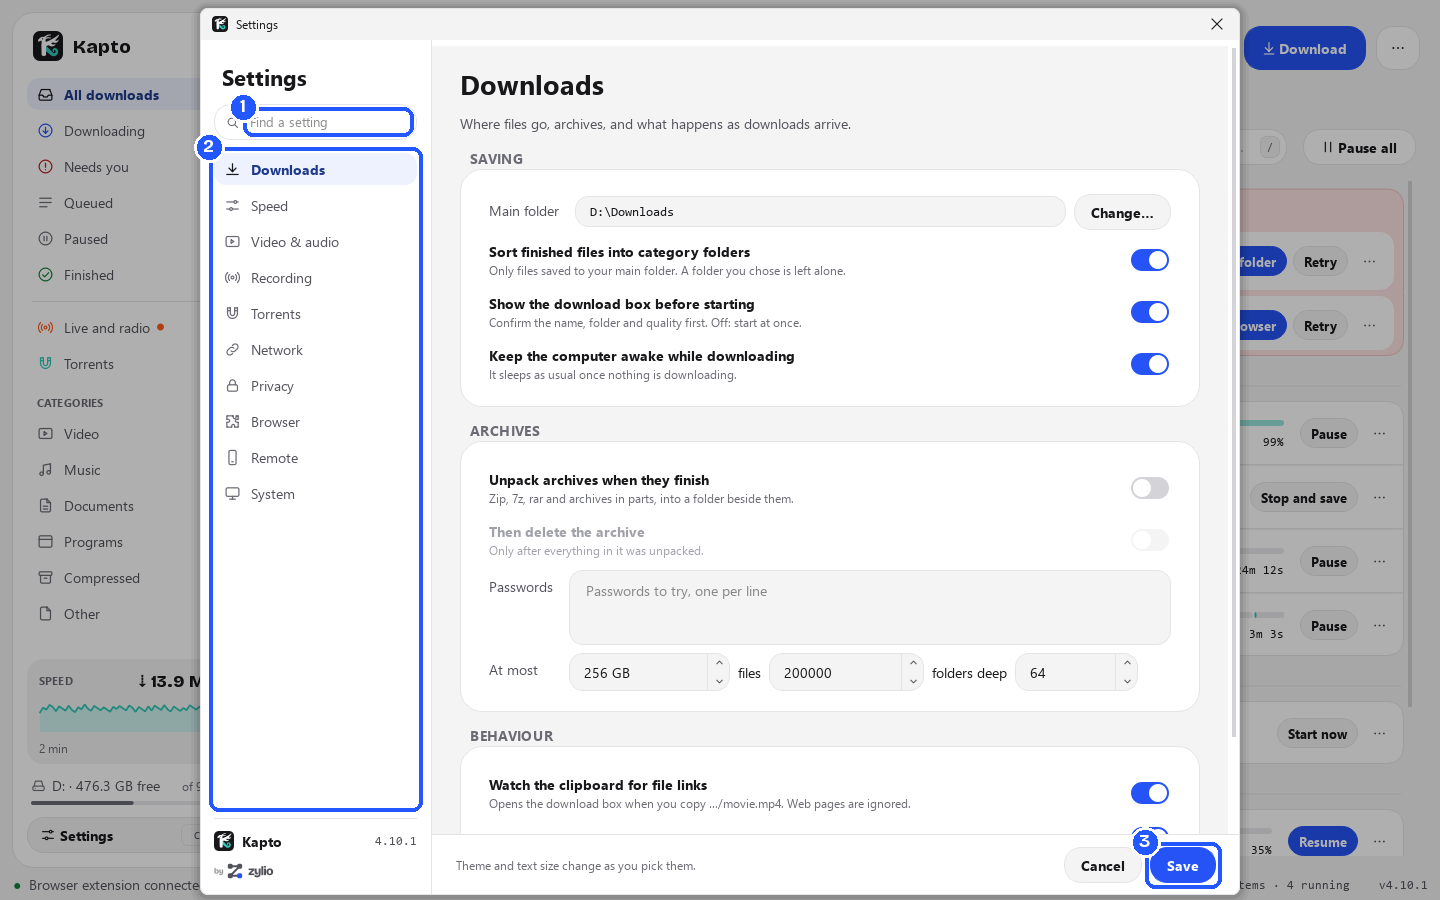 Settings
Kapto
All downloads
Downloading
Needs you
Queued
Paused
Finished
Live and radio
Torrents
CATEGORIES
Video
Music
Documents
Programs
Compressed
Other
SPEED
13.9 M
2 min
D: · 476.3 GB free
of
Settings
Browser extension connecte
Settings
1
Find a setting
2
Downloads
Speed
Video & audio
Recording
Torrents
Network
Privacy
Browser
Remote
System
Kapto 4.10.1
by zylio
Downloads
Where files go, archives, and what happens as downloads arrive.
SAVING
Main folder D:\Downloads Change...
Sort finished files into category folders
Only files saved to your main folder. A folder you chose is left alone.
Show the download box before starting
Confirm the name, folder and quality first. Off: start at once.
Keep the computer awake while downloading
It sleeps as usual once nothing is downloading.
ARCHIVES
Unpack archives when they finish
Zip, 7z, rar and archives in parts, into a folder beside them.
Then delete the archive
Only after everything in it was unpacked.
Passwords Passwords to try, one per line
At most 256 GB files 200000 folders deep 64
BEHAVIOUR
Watch the clipboard for file links
Opens the download box when you copy .../movie.mp4. Web pages are ignored.
3
Theme and text size change as you pick them. Cancel Save
Download ...
/ Pause all
folder Retry ...
owser Retry ...
99% Pause ...
Stop and save ...
4m 12s Pause ...
3m 3s Pause ...
Start now ...
35% Resume ...
tems · 4 running v4.10.1